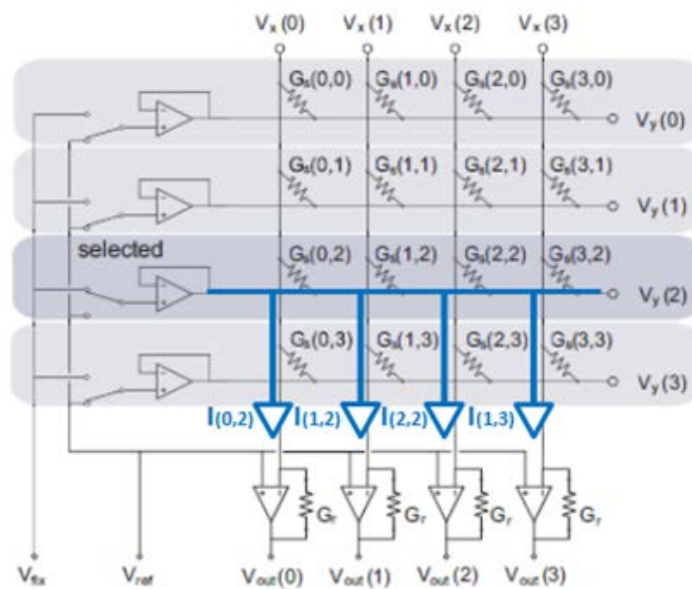 Vx(0) Vx(1) Vx(2) Vx(3)
Gs(0,0) Gs(1,0) Gs(2,0) Gs(3,0)
Vy(0)
Gs(0,1) Gs(1,1) Gs(2,1) Gs(3,1)
Vy(1)
selected
Gs(0,2) Gs(1,2) Gs(2,2) Gs(3,2)
Vy(2)
Gs(0,3) Gs(1,3) Gs(2,3) Gs(3,3)
Vy(3)
I(0,2) I(1,2) I(2,2) I(1,3)
Gr Gr Gr Gr
Vfix Vref Vout(0) Vout(1) Vout(2) Vout(3)